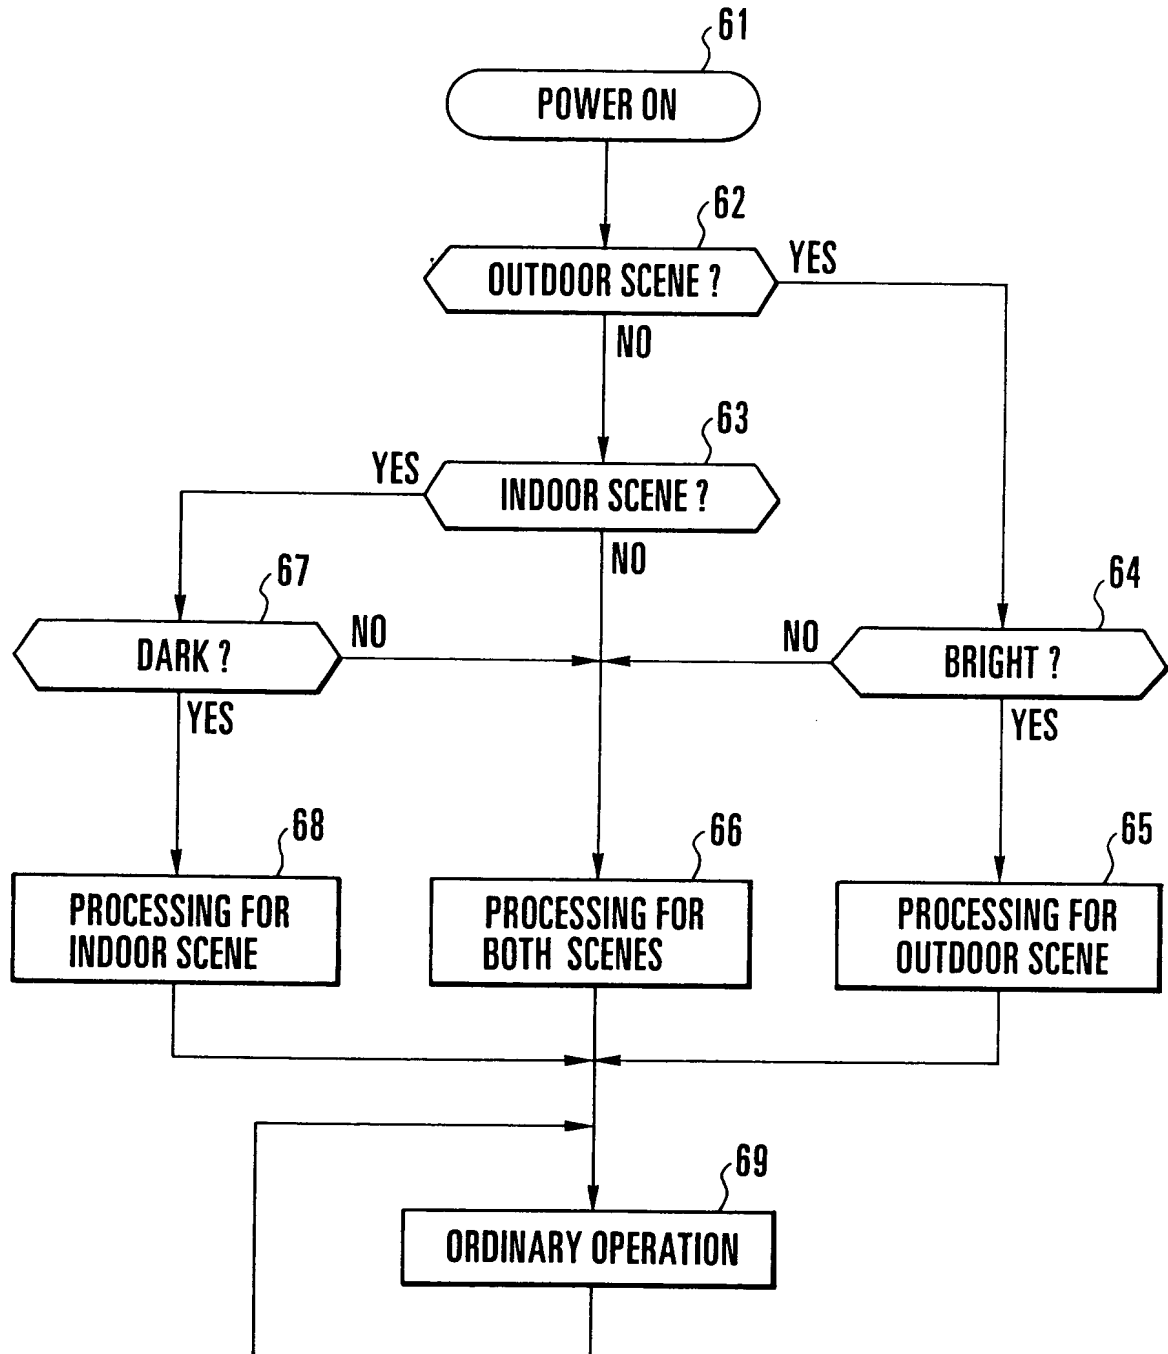 61
POWER ON
62
OUTDOOR SCENE ?
YES
NO
63
YES
INDOOR SCENE ?
NO
67
64
DARK ?
NO
NO
BRIGHT ?
YES
YES
68
66
65
PROCESSING FOR
INDOOR SCENE
PROCESSING FOR
BOTH SCENES
PROCESSING FOR
OUTDOOR SCENE
69
ORDINARY OPERATION